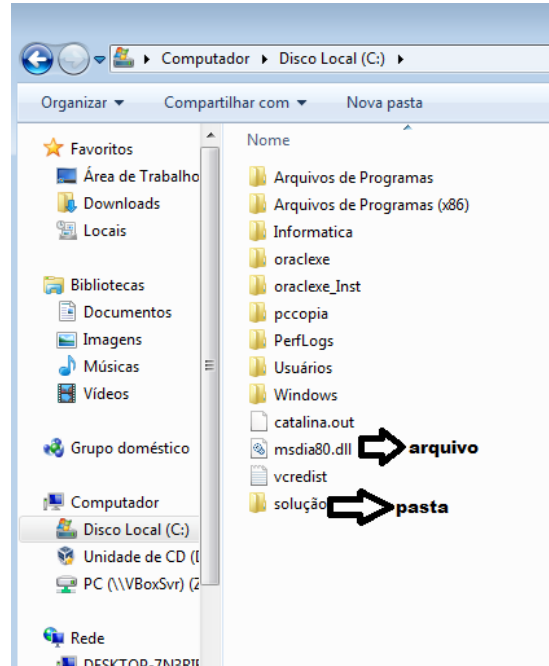 Computador Disco Local (C:)
Organizar Compartilhar com Nova pasta
Favoritos
Área de Trabalho
Downloads
Locais
Bibliotecas
Documentos
Imagens
Músicas
Vídeos
Grupo doméstico
Computador
Disco Local (C:)
Unidade de CD (
PC (\\VBoxSvr) (
Rede
Nome
Arquivos de Programas
Arquivos de Programas (x86)
Informatica
oraclexe
oraclexe_Inst
pccopia
PerfLogs
Usuários
Windows
catalina.out
msdia80.dll arquivo
vcredist
solução pasta